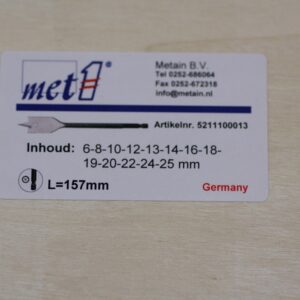 met1®
Metain B.V.
Tel 0252-686064
Fax 0252-672318
info@metain.nl
Artikelnr. 5211100013
Inhoud: 6-8-10-12-13-14-16-18-
19-20-22-24-25 mm
L=157mm
Germany